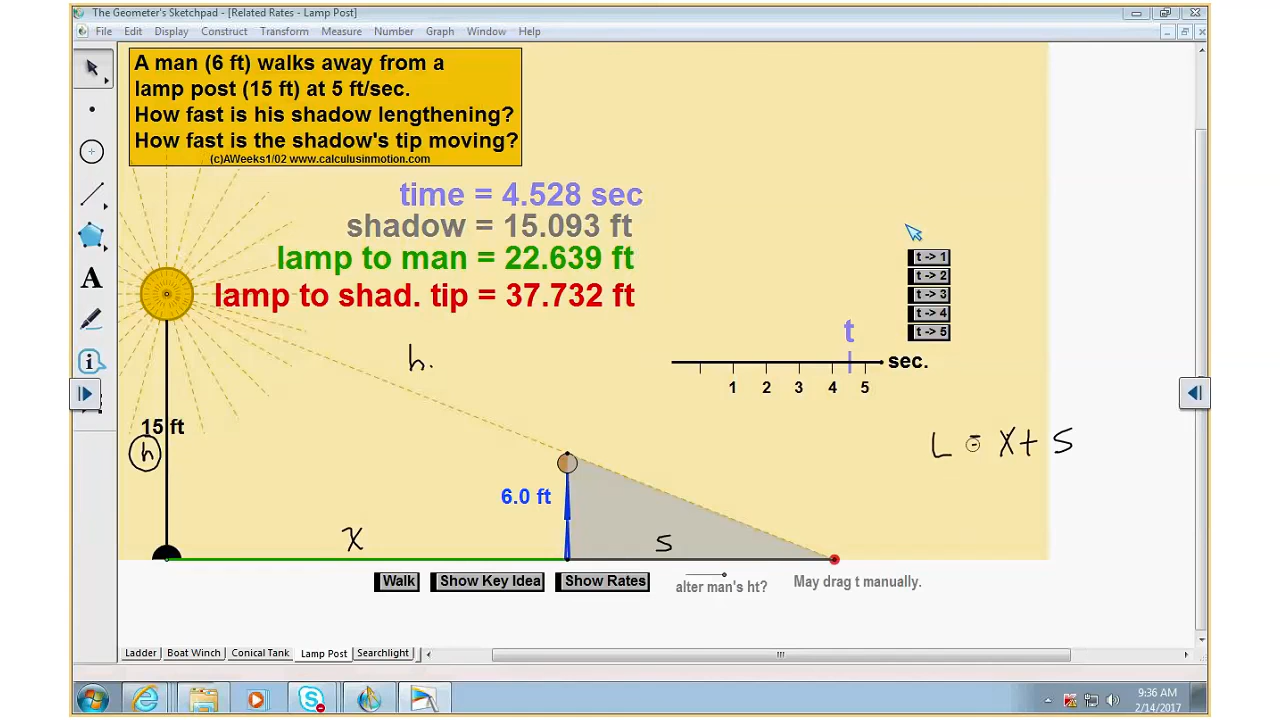 The Geometer's Sketchpad - [Related Rates - Lamp Post]
File Edit Display Construct Transform Measure Number Graph Window Help
A man (6 ft) walks away from a
lamp post (15 ft) at 5 ft/sec.
How fast is his shadow lengthening?
How fast is the shadow's tip moving?
(c)AWeeks1/02 www.calculusinmotion.com
time = 4.528 sec
shadow = 15.093 ft
lamp to man = 22.639 ft
lamp to shad. tip = 37.732 ft
t -> 1
t -> 2
t -> 3
t -> 4
t -> 5
t
sec.
1 2 3 4 5
h.
15 ft
h
L = x + s
6.0 ft
x
s
Walk Show Key Idea Show Rates alter man's ht? May drag t manually.
Ladder Boat Winch Conical Tank Lamp Post Searchlight
9:36 AM
2/14/2017